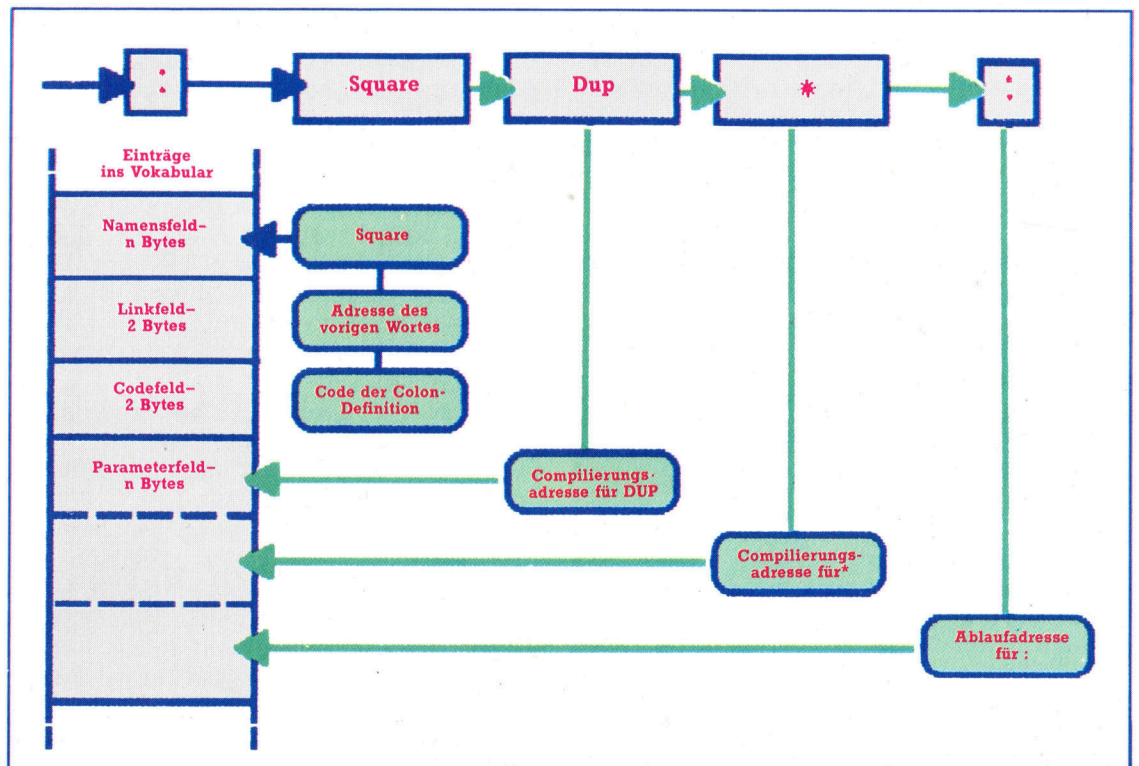 :
Square
Dup
*
:
Einträge
ins Vokabular
Namensfeld–
n Bytes
Square
Linkfeld–
2 Bytes
Adresse des
vorigen Wortes
Codefeld–
2 Bytes
Code der Colon-
Definition
Parameterfeld–
n Bytes
Compilierungs-
adresse für DUP
Compilierungs-
adresse für*
Ablaufadresse
für :